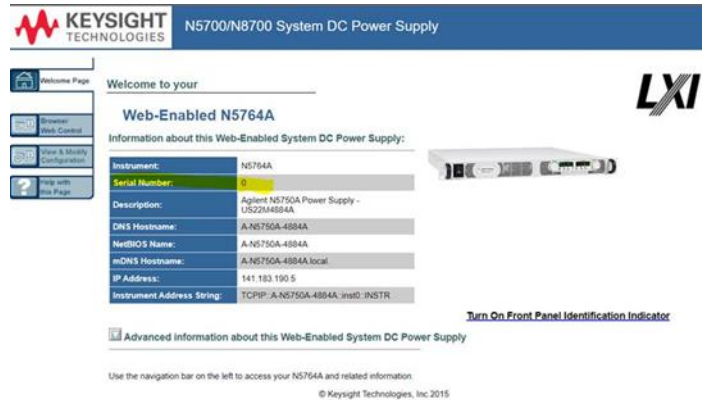 KEYSIGHT
TECHNOLOGIES
N5700/N8700 System DC Power Supply
Welcome Page
Browser
Web Control
View & Modify
Configuration
Help with
this Page
Welcome to your
LXI
Web-Enabled N5764A
Information about this Web-Enabled System DC Power Supply:
Instrument: N5764A
Serial Number: 0
Description: Agilent N5750A Power Supply -
US22M4884A
DNS Hostname: A-N5750A-4884A
NetBIOS Name: A-N5750A-4884A
mDNS Hostname: A-N5750A-4884A.local.
IP Address: 141.183.190.5
Instrument Address String: TCPIP::A-N5750A-4884A::inst0::INSTR
Turn On Front Panel Identification Indicator
Advanced information about this Web-Enabled System DC Power Supply
Use the navigation bar on the left to access your N5764A and related information.
© Keysight Technologies, Inc. 2015